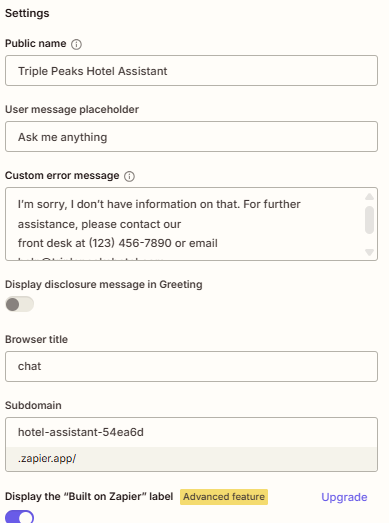 Settings
Public name
Triple Peaks Hotel Assistant
User message placeholder
Ask me anything
Custom error message
I'm sorry, I don't have information on that. For further
assistance, please contact our
front desk at (123) 456-7890 or email
Display disclosure message in Greeting
Browser title
chat
Subdomain
hotel-assistant-54ea6d
.zapier.app/
Display the “Built on Zapier” label Advanced feature Upgrade